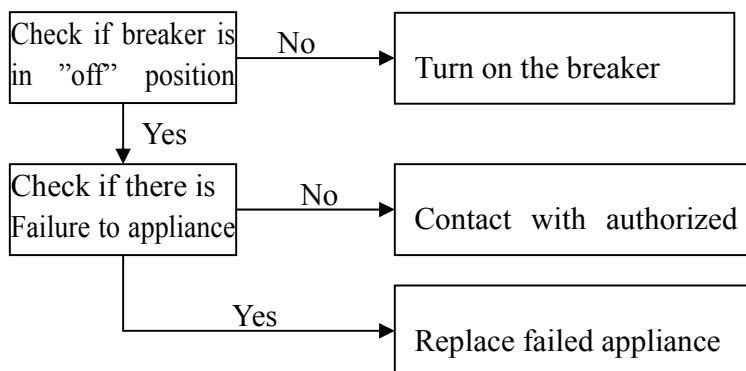 Check if breaker is
in ”off” position
No
Turn on the breaker
Yes
Check if there is
Failure to appliance
No
Contact with authorized
Yes
Replace failed appliance